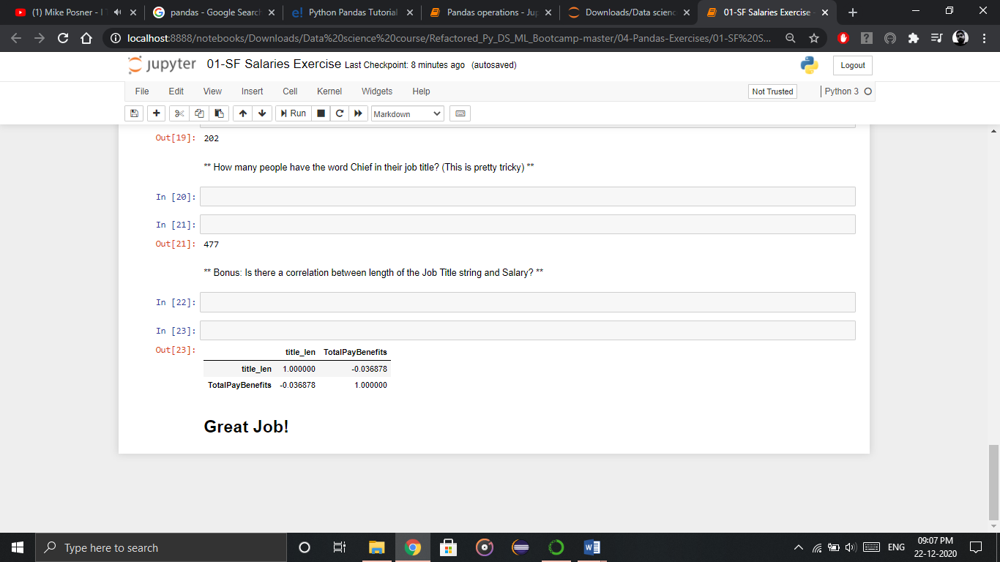 (1) Mike Posner - I T
pandas - Google Search
Python Pandas Tutorial
Pandas operations - Jup
Downloads/Data science
01-SF Salaries Exercise -
localhost:8888/notebooks/Downloads/Data%20science%20course/Refactored_Py_DS_ML_Bootcamp-master/04-Pandas-Exercises/01-SF%20S...
jupyter 01-SF Salaries Exercise Last Checkpoint: 8 minutes ago (autosaved)
Logout
File Edit View Insert Cell Kernel Widgets Help
Not Trusted
Python 3
Run
Markdown
Out[19]: 202
** How many people have the word Chief in their job title? (This is pretty tricky) **
In [20]:
In [21]:
Out[21]: 477
** Bonus: Is there a correlation between length of the Job Title string and Salary? **
In [22]:
In [23]:
Out[23]:
title_len TotalPayBenefits
title_len 1.000000 -0.036878
TotalPayBenefits -0.036878 1.000000
Great Job!
Type here to search
ENG
09:07 PM
22-12-2020